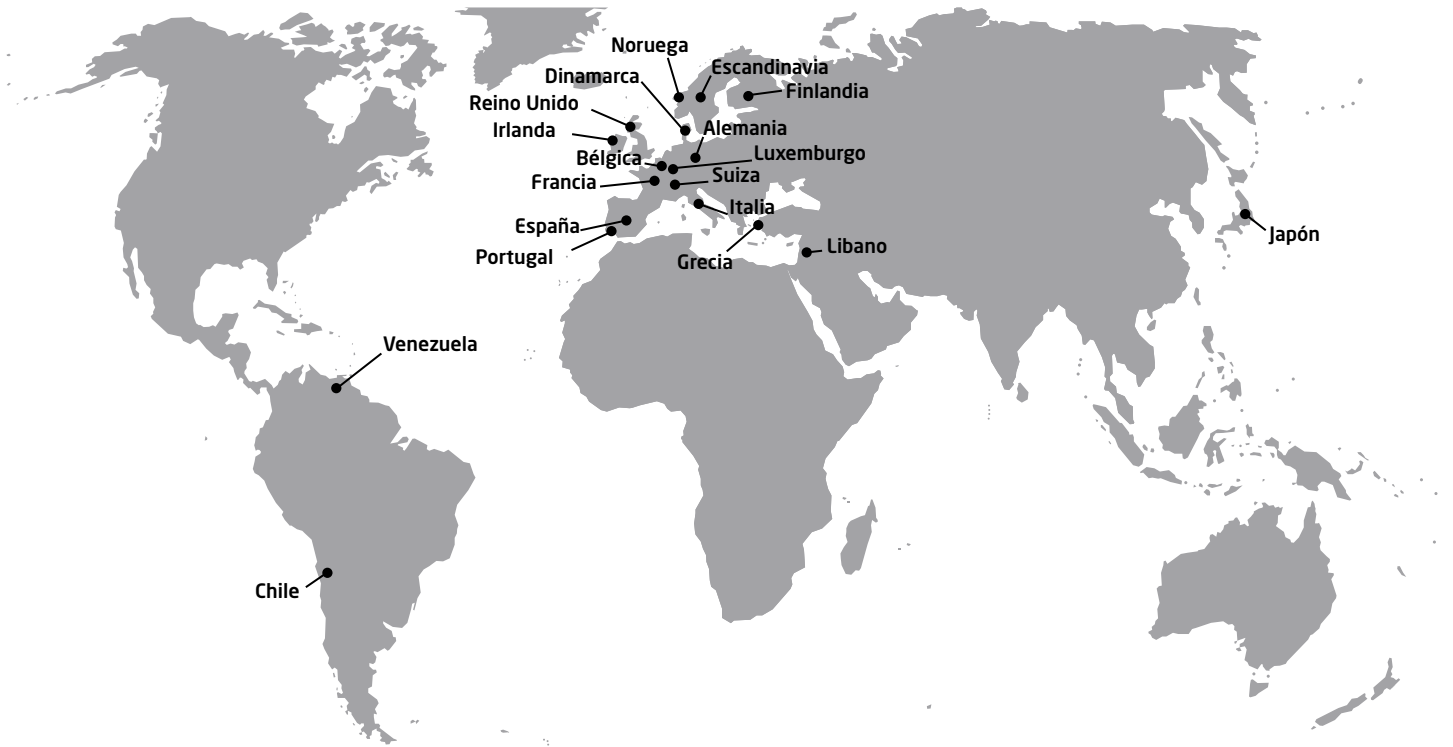 Noruega
Escandinavia
Dinamarca
Finlandia
Reino Unido
Irlanda
Alemania
Bélgica
Luxemburgo
Francia
Suiza
Italia
España
Portugal
Grecia
Libano
Japón
Venezuela
Chile